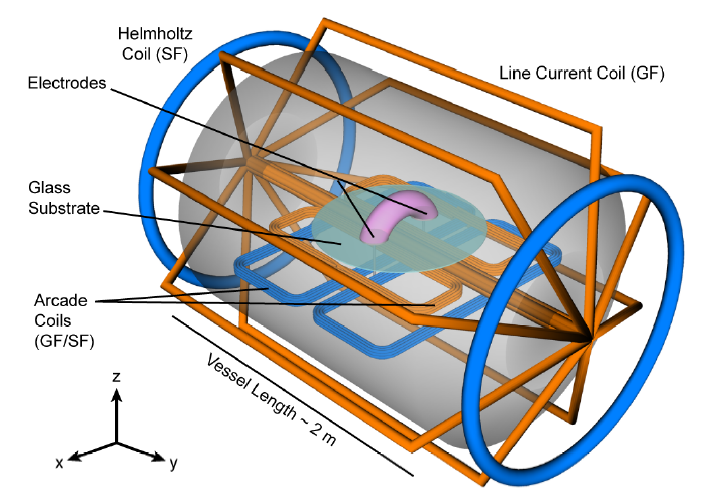 Helmholtz
Coil (SF)
Line Current Coil (GF)
Electrodes
Glass
Substrate
Arcade
Coils
(GF/SF)
Vessel Length ~ 2 m
z
x
y